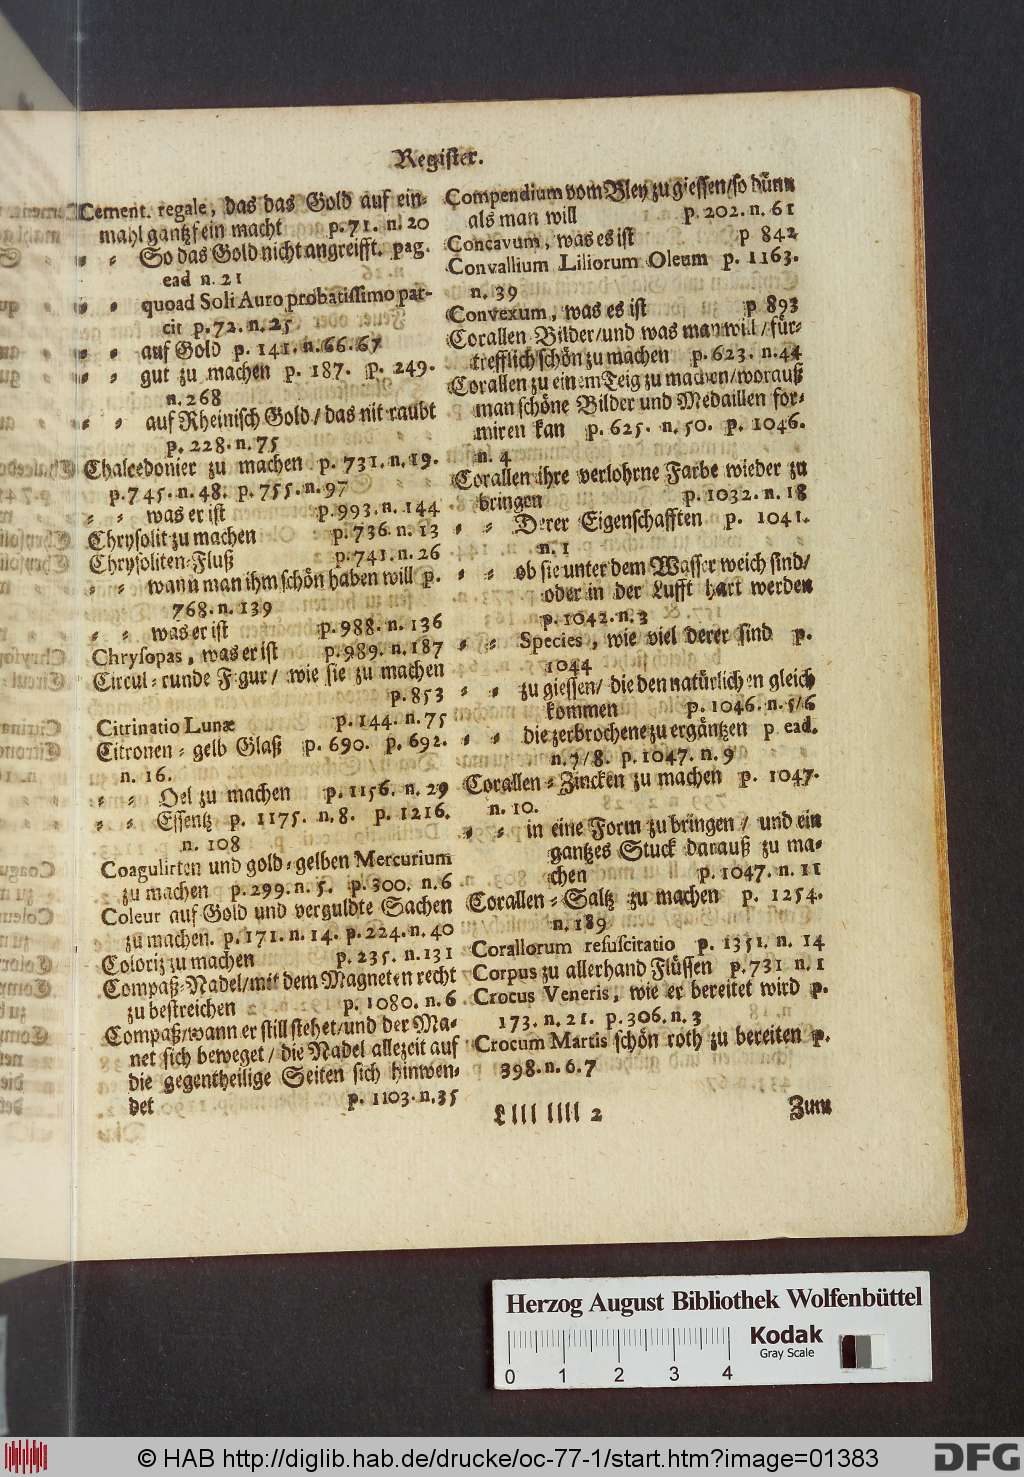 Register.
Cement. regale, das das Gold auf ein-
mahl gantz fein macht p. 71. n. 20
= = So das Gold nicht angreifft. pag.
ead n. 21
= = quoad Soli Auro probatissimo par-
cit p. 72. n. 25
= = auf Gold p. 141. n. 66. 67
= = gut zu machen p. 187. p. 249.
n. 268
= = auf Rheinisch Gold / das nit raubt
p. 228. n. 75
Chalcedonier zu machen p. 731. n. 19.
p. 745. n. 48. p. 755. n. 97
= = was er ist p. 993. n. 144
Chrysolit zu machen p. 736. n. 13
Chrysoliten-Fluß p. 741. n. 26
= = wann man ihm schön haben will p.
768. n. 139
= = was er ist p. 988. n. 136
Chrysopas, was er ist p. 989. n. 187
Circul-runde Figur / wie sie zu machen
p. 853
Citrinatio Lunæ p. 144. n. 75
Citronen-gelb Glaß p. 690. p. 692.
n. 16.
= = Oel zu machen p. 1156. n. 29
= = Essentz p. 1175. n. 8. p. 1216.
n. 108
Coagulirten und gold-gelben Mercurium
zu machen p. 299. n. 5. p. 300. n. 6
Coleur auf Gold und verguldte Sachen
zu machen. p. 171. n. 14. p. 224. n. 40
Coloriz zu machen p. 235. n. 131
Compaß-Nadel / mit dem Magneten recht
zu bestreichen p. 1080. n. 6
Compaß / wann er still stehet / und der Ma-
net sich beweget / die Nadel allezeit auf
die gegentheilige Seiten sich hinwen-
det p. 1103. n. 35
Compendium vom Bley zu giessen / so dünn
als man will p. 202. n. 61
Concavum, was es ist p 842
Convallium Liliorum Oleum p. 1163.
n. 39
Convexum, was es ist p 893
Corallen Bilder / und was man will / für-
trefflich schön zu machen p. 623. n. 44
Corallen zu einem Teig zu machen / worauß
man schöne Bilder und Medaillen for-
miren kan p. 625. n. 50. p. 1046.
n. 4
Corallen ihre verlohrne Farbe wieder zu
bringen p. 1032. n. 18
= = Derer Eigenschafften p. 1041.
n. 1
= = ob sie unter dem Wasser weich sind /
oder in der Lufft hart werden
p. 1042. n. 3
= = Species, wie viel derer sind p.
1044
= = zu giessen / die den natürlichen gleich
kommen p. 1046. n. 5/6
= = die zerbrochene zu ergäntzen p ead.
n. 7/8. p. 1047. n. 9
Corallen-Zincken zu machen p. 1047.
n. 10.
= = in eine Form zu bringen / und ein
gantzes Stuck darauß zu ma-
chen p. 1047. n. 11
Corallen-Saltz zu machen p. 1254.
n. 189
Corallorum resuscitatio p. 1351. n. 14
Corpus zu allerhand Flüssen p. 731 n. 1
Crocus Veneris, wie er bereitet wird p.
173. n. 21. p. 306. n. 3
Crocum Martis schön roth zu bereiten p.
398. n. 6. 7
Lllll llll 2 Zinn
Herzog August Bibliothek Wolfenbüttel
Kodak
Gray Scale
0 1 2 3 4
© HAB http://diglib.hab.de/drucke/oc-77-1/start.htm?image=01383
DFG